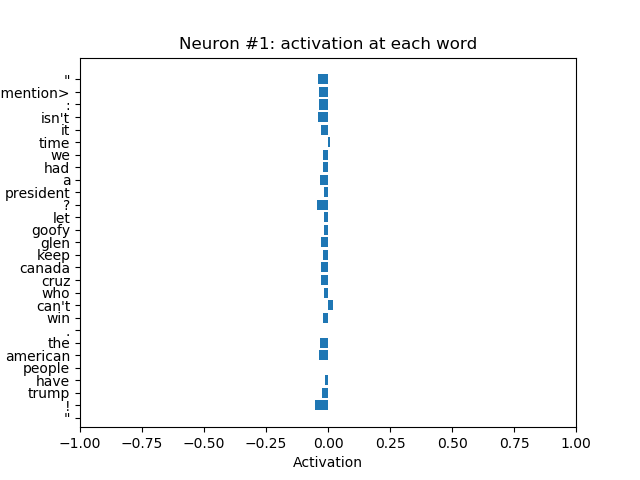 Neuron #1: activation at each word
"
mention>
:
isn't
it
time
we
had
a
president
?
let
goofy
glen
keep
canada
cruz
who
can't
win
.
the
american
people
have
trump
!
"
−1.00 −0.75 −0.50 −0.25 0.00 0.25 0.50 0.75 1.00
Activation